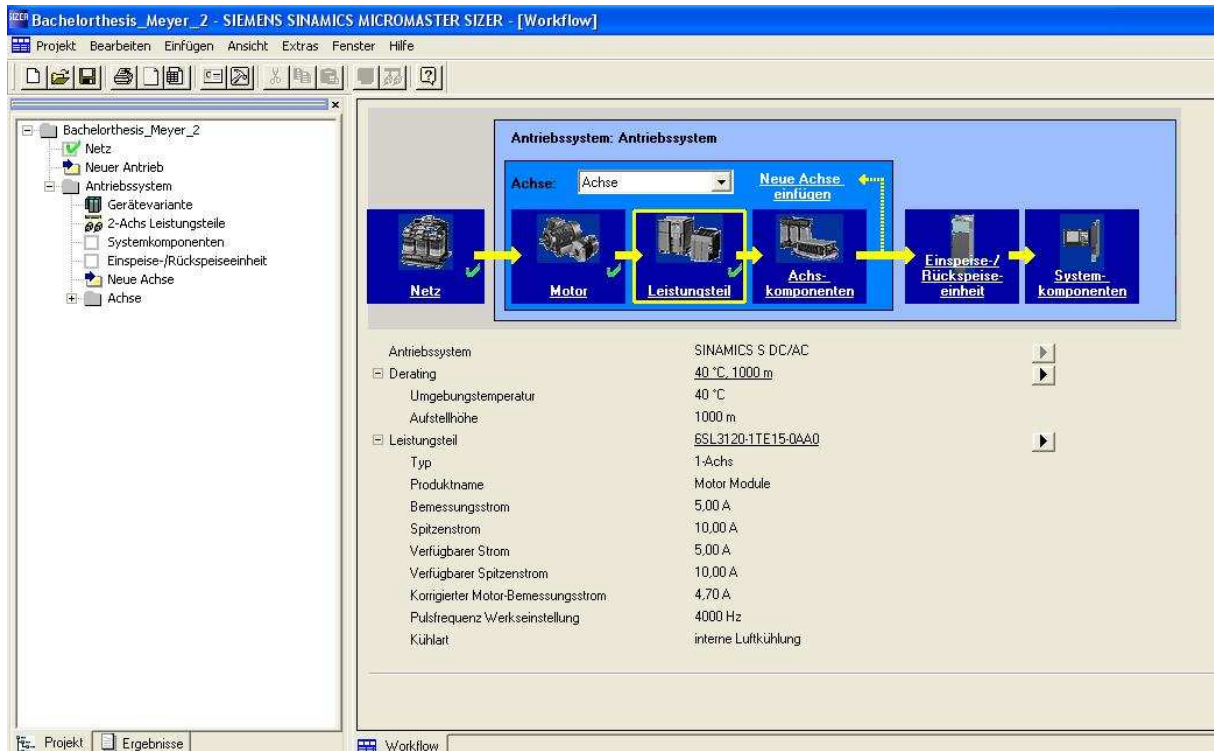 SIZER Bachelorthesis_Meyer_2 - SIEMENS SINAMICS MICROMASTER SIZER - [Workflow]
Projekt Bearbeiten Einfügen Ansicht Extras Fenster Hilfe
Bachelorthesis_Meyer_2
Netz
Neuer Antrieb
Antriebssystem
Gerätevariante
2-Achs Leistungsteile
Systemkomponenten
Einspeise-/Rückspeiseeinheit
Neue Achse
Achse
Projekt Ergebnisse
Antriebssystem: Antriebssystem
Achse: Achse
Neue Achse
einfügen
Netz
Motor
Leistungsteil
Achs-
komponenten
Einspeise-/
Rückspeise-
einheit
System-
komponenten
Antriebssystem SINAMICS S DC/AC
Derating 40 °C, 1000 m
Umgebungstemperatur 40 °C
Aufstellhöhe 1000 m
Leistungsteil 6SL3120-1TE15-0AA0
Typ 1-Achs
Produktname Motor Module
Bemessungsstrom 5,00 A
Spitzenstrom 10,00 A
Verfügbarer Strom 5,00 A
Verfügbarer Spitzenstrom 10,00 A
Korrigierter Motor-Bemessungsstrom 4,70 A
Pulsfrequenz Werkseinstellung 4000 Hz
Kühlart interne Luftkühlung
Workflow